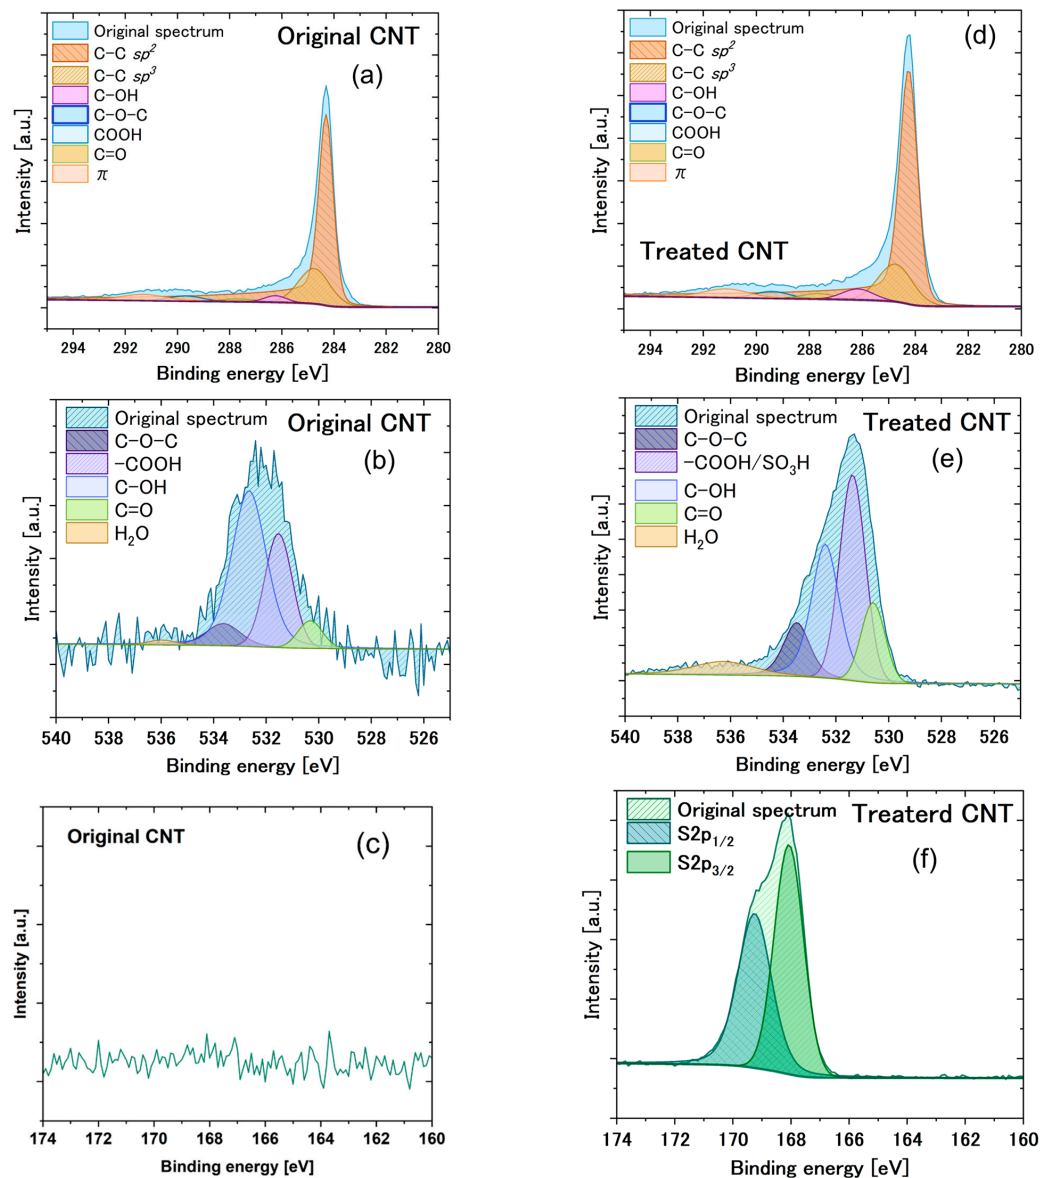 Original spectrum
C-C sp²
C-C sp³
C-OH
C-O-C
COOH
C=O
π
Original CNT
(a)
Intensity [a.u.]
294 292 290 288 286 284 282 280
Binding energy [eV]
Original spectrum
C-C sp²
C-C sp³
C-OH
C-O-C
COOH
C=O
π
(d)
Treated CNT
Intensity [a.u.]
294 292 290 288 286 284 282 280
Binding energy [eV]
Original spectrum
C-O-C
-COOH
C-OH
C=O
H₂O
Original CNT
(b)
Intensity [a.u.]
540 538 536 534 532 530 528 526
Binding energy [eV]
Original spectrum
C-O-C
-COOH/SO₃H
C-OH
C=O
H₂O
Treated CNT
(e)
Intensity [a.u.]
540 538 536 534 532 530 528 526
Binding energy [eV]
Original CNT
(c)
Intensity [a.u.]
174 172 170 168 166 164 162 160
Binding energy [eV]
Original spectrum
S2p₁/₂
S2p₃/₂
Treaterd CNT
(f)
Intensity [a.u.]
174 172 170 168 166 164 162 160
Binding energy [eV]